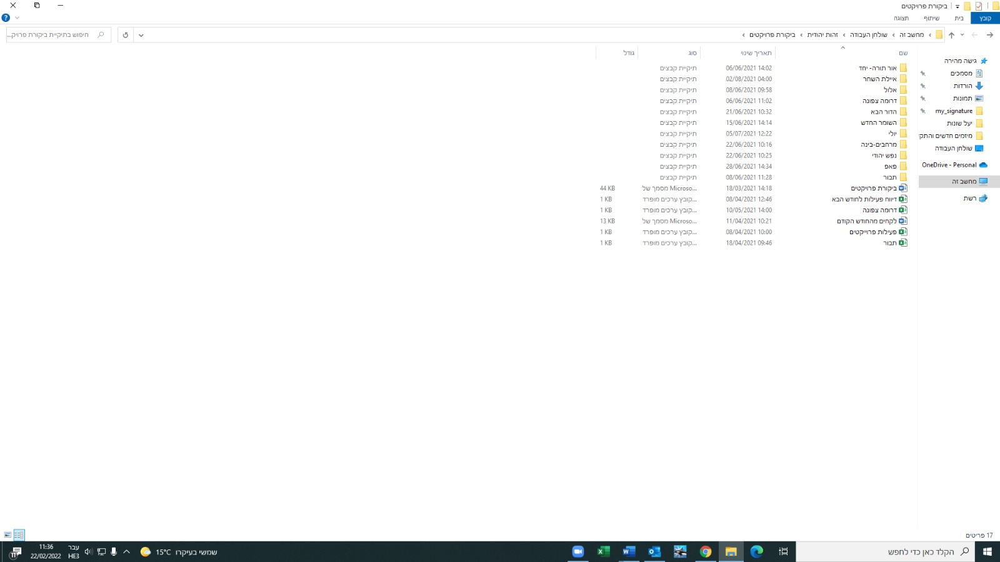 ביקורת פרויקטים
קובץ
בית
שיתוף
תצוגה
מחשב זה › שולחן העבודה › זהות יהודית › ביקורת פרויקטים ›
חיפוש בתיקיית ביקורת פרויק...
גישה מהירה
מסמכים
הורדות
תמונות
my_signature
יעל שונות
מיזמים חדשים והתק
שולחן העבודה
OneDrive - Personal
מחשב זה
רשת
שם תאריך שינוי סוג גודל
אור תורה- יחד 06/06/2021 14:02 תיקיית קבצים
איילת השחר 02/08/2021 04:00 תיקיית קבצים
אלול 08/06/2021 09:58 תיקיית קבצים
דרומה צפונה 06/06/2021 11:02 תיקיית קבצים
הדור הבא 21/06/2021 10:32 תיקיית קבצים
השומר החדש 15/06/2021 14:14 תיקיית קבצים
יולי 05/07/2021 12:22 תיקיית קבצים
מרחבים-בינה 22/06/2021 10:16 תיקיית קבצים
נפש יהודי 22/06/2021 10:25 תיקיית קבצים
פאפ 28/06/2021 14:34 תיקיית קבצים
תבור 08/06/2021 11:28 תיקיית קבצים
ביקורת פרויקטים 18/03/2021 14:18 מסמך של Microso... 44 KB
דיווח פעילות לחודש הבא 08/04/2021 12:46 קובץ ערכים מופרד... 1 KB
דרומה צפונה 10/05/2021 14:00 קובץ ערכים מופרד... 1 KB
לקחים מהחודש הקודם 11/04/2021 10:21 מסמך של Microso... 13 KB
פעילות פרוייקטים 08/04/2021 10:00 קובץ ערכים מופרד... 1 KB
תבור 18/04/2021 09:46 קובץ ערכים מופרד... 1 KB
17 פריטים
הקלד כאן כדי לחפש
15°C שמשי בעיקרו
עבר
HE3
11:36
22/02/2022
11